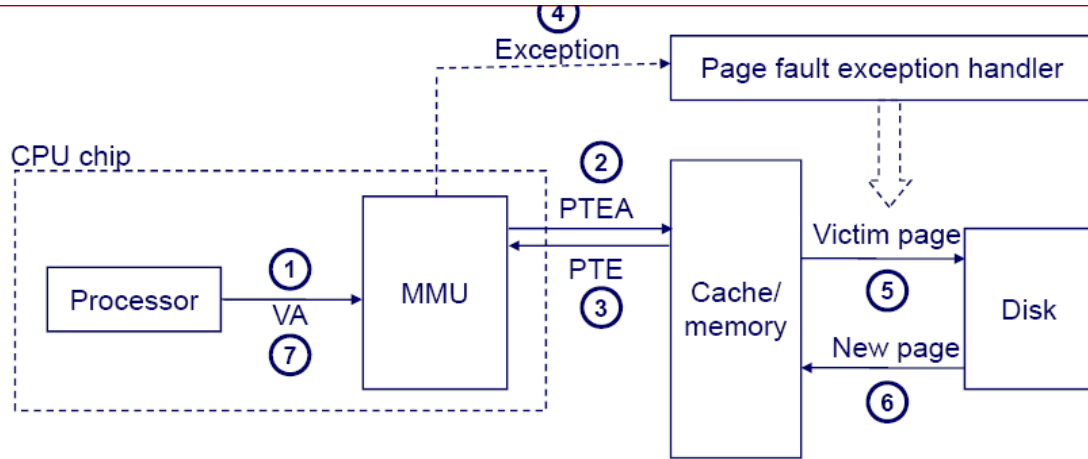 4
Exception
Page fault exception handler
CPU chip
2
PTEA
Victim page
1
Processor
MMU
PTE
Cache/
memory
5
Disk
VA
3
7
New page
6